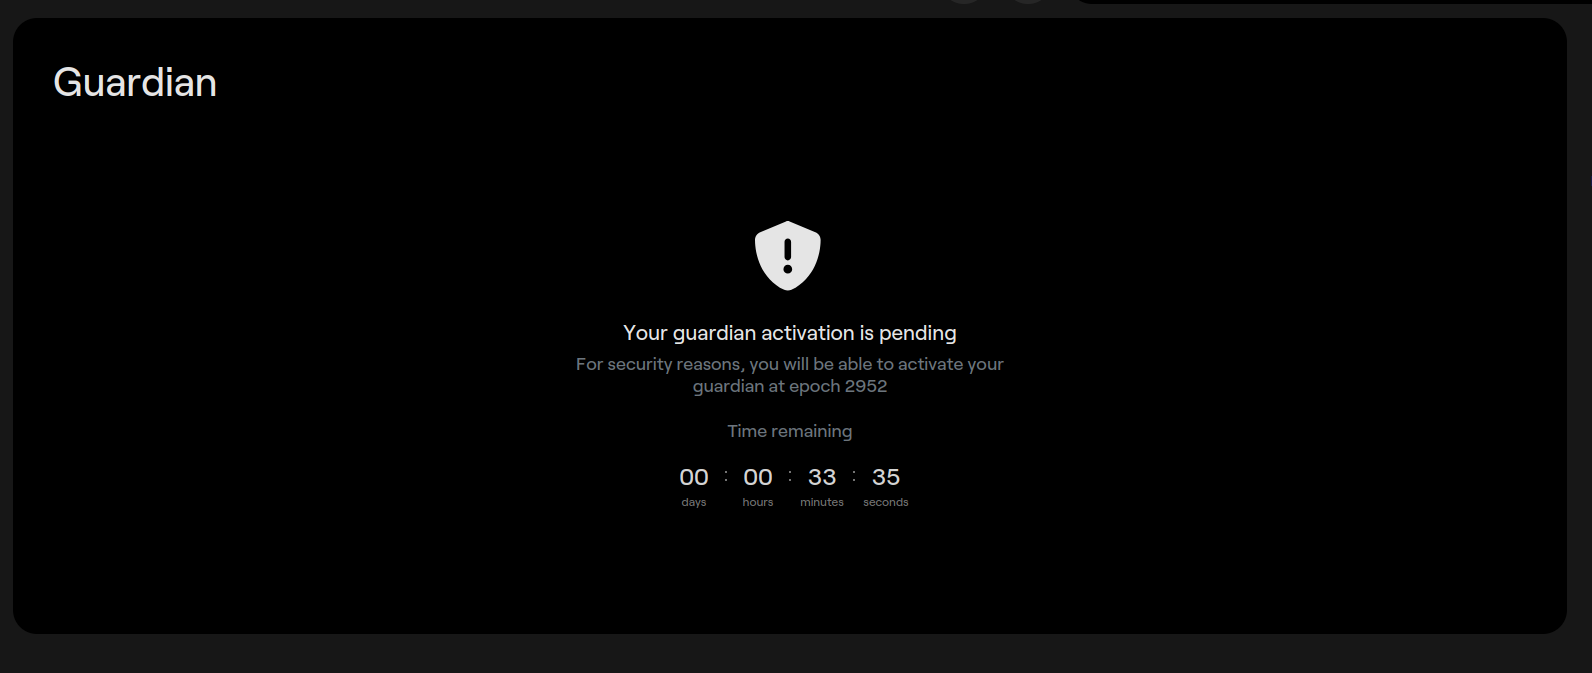 Guardian
Your guardian activation is pending
For security reasons, you will be able to activate your
guardian at epoch 2952
Time remaining
00 : 00 : 33 : 35
days hours minutes seconds